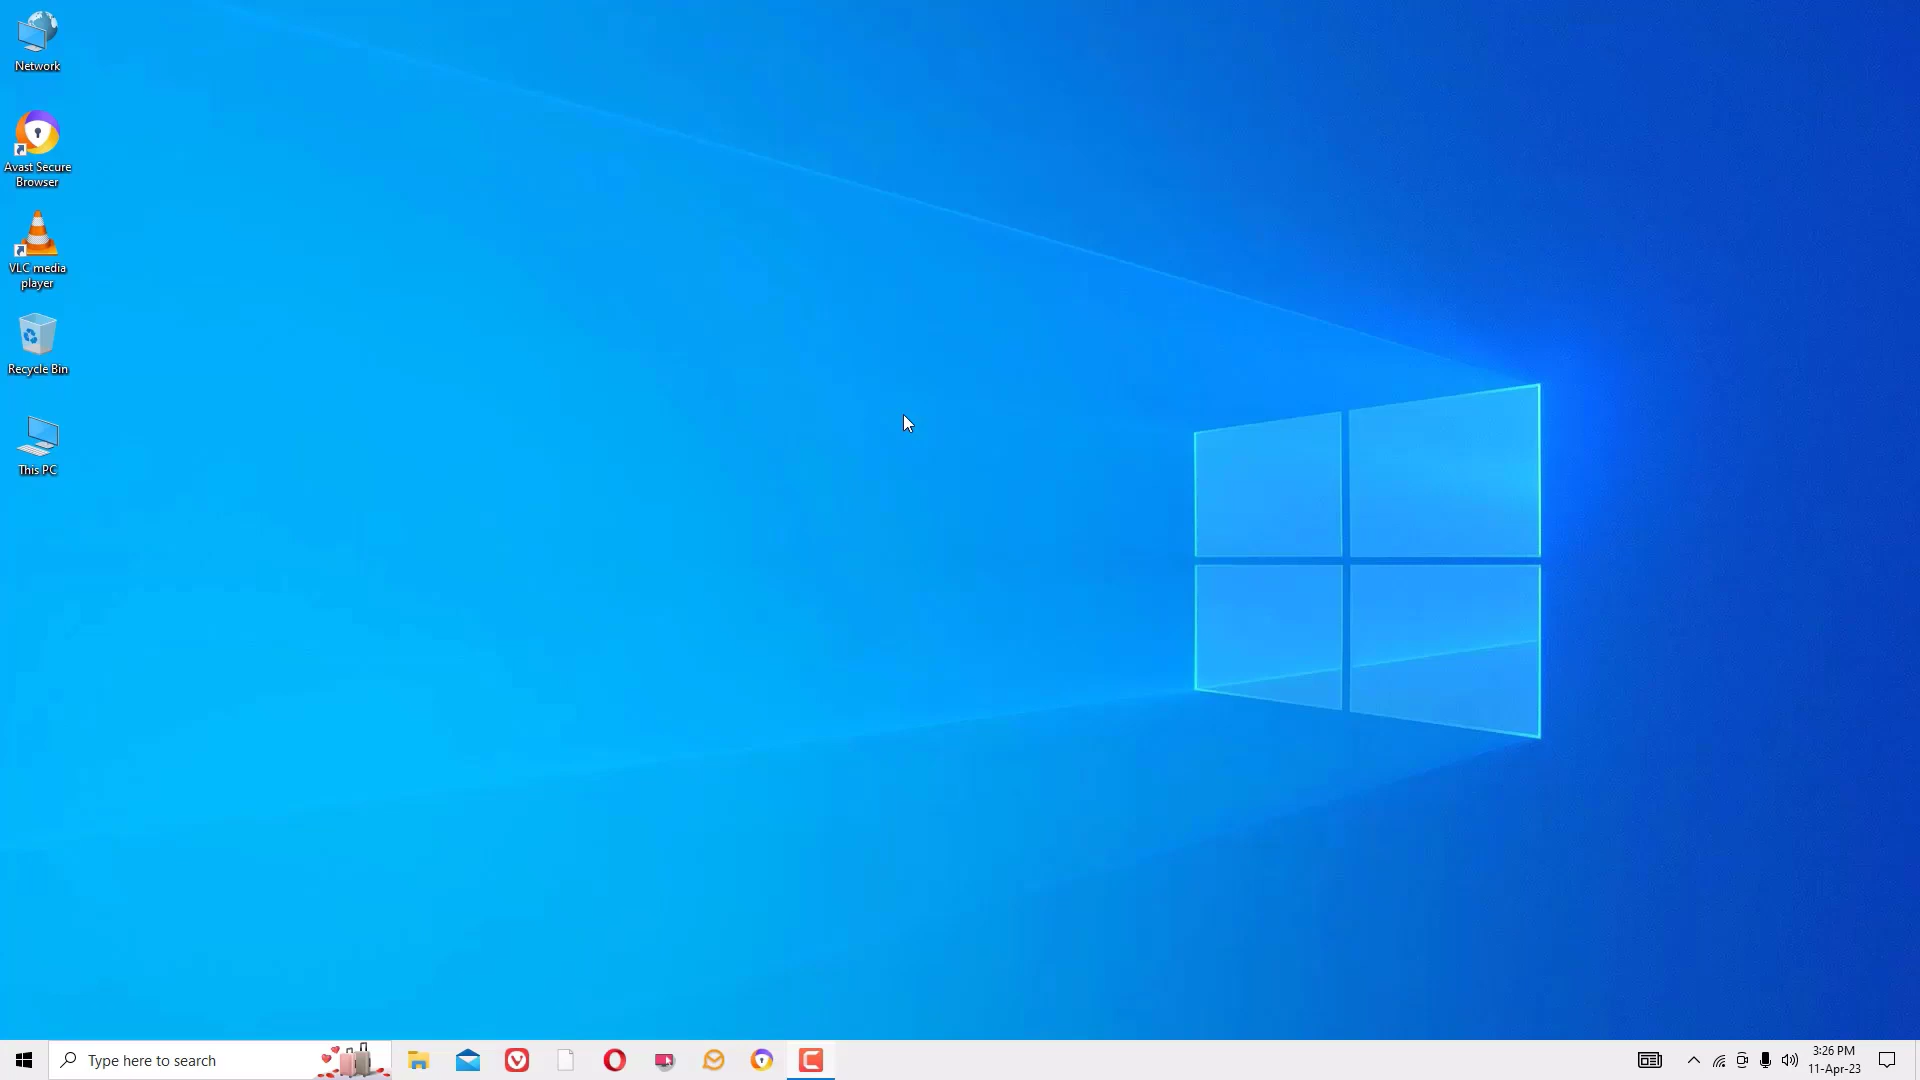 Network
Avast Secure
Browser
VLC media
player
Recycle Bin
This PC
Type here to search
3:26 PM
11-Apr-23